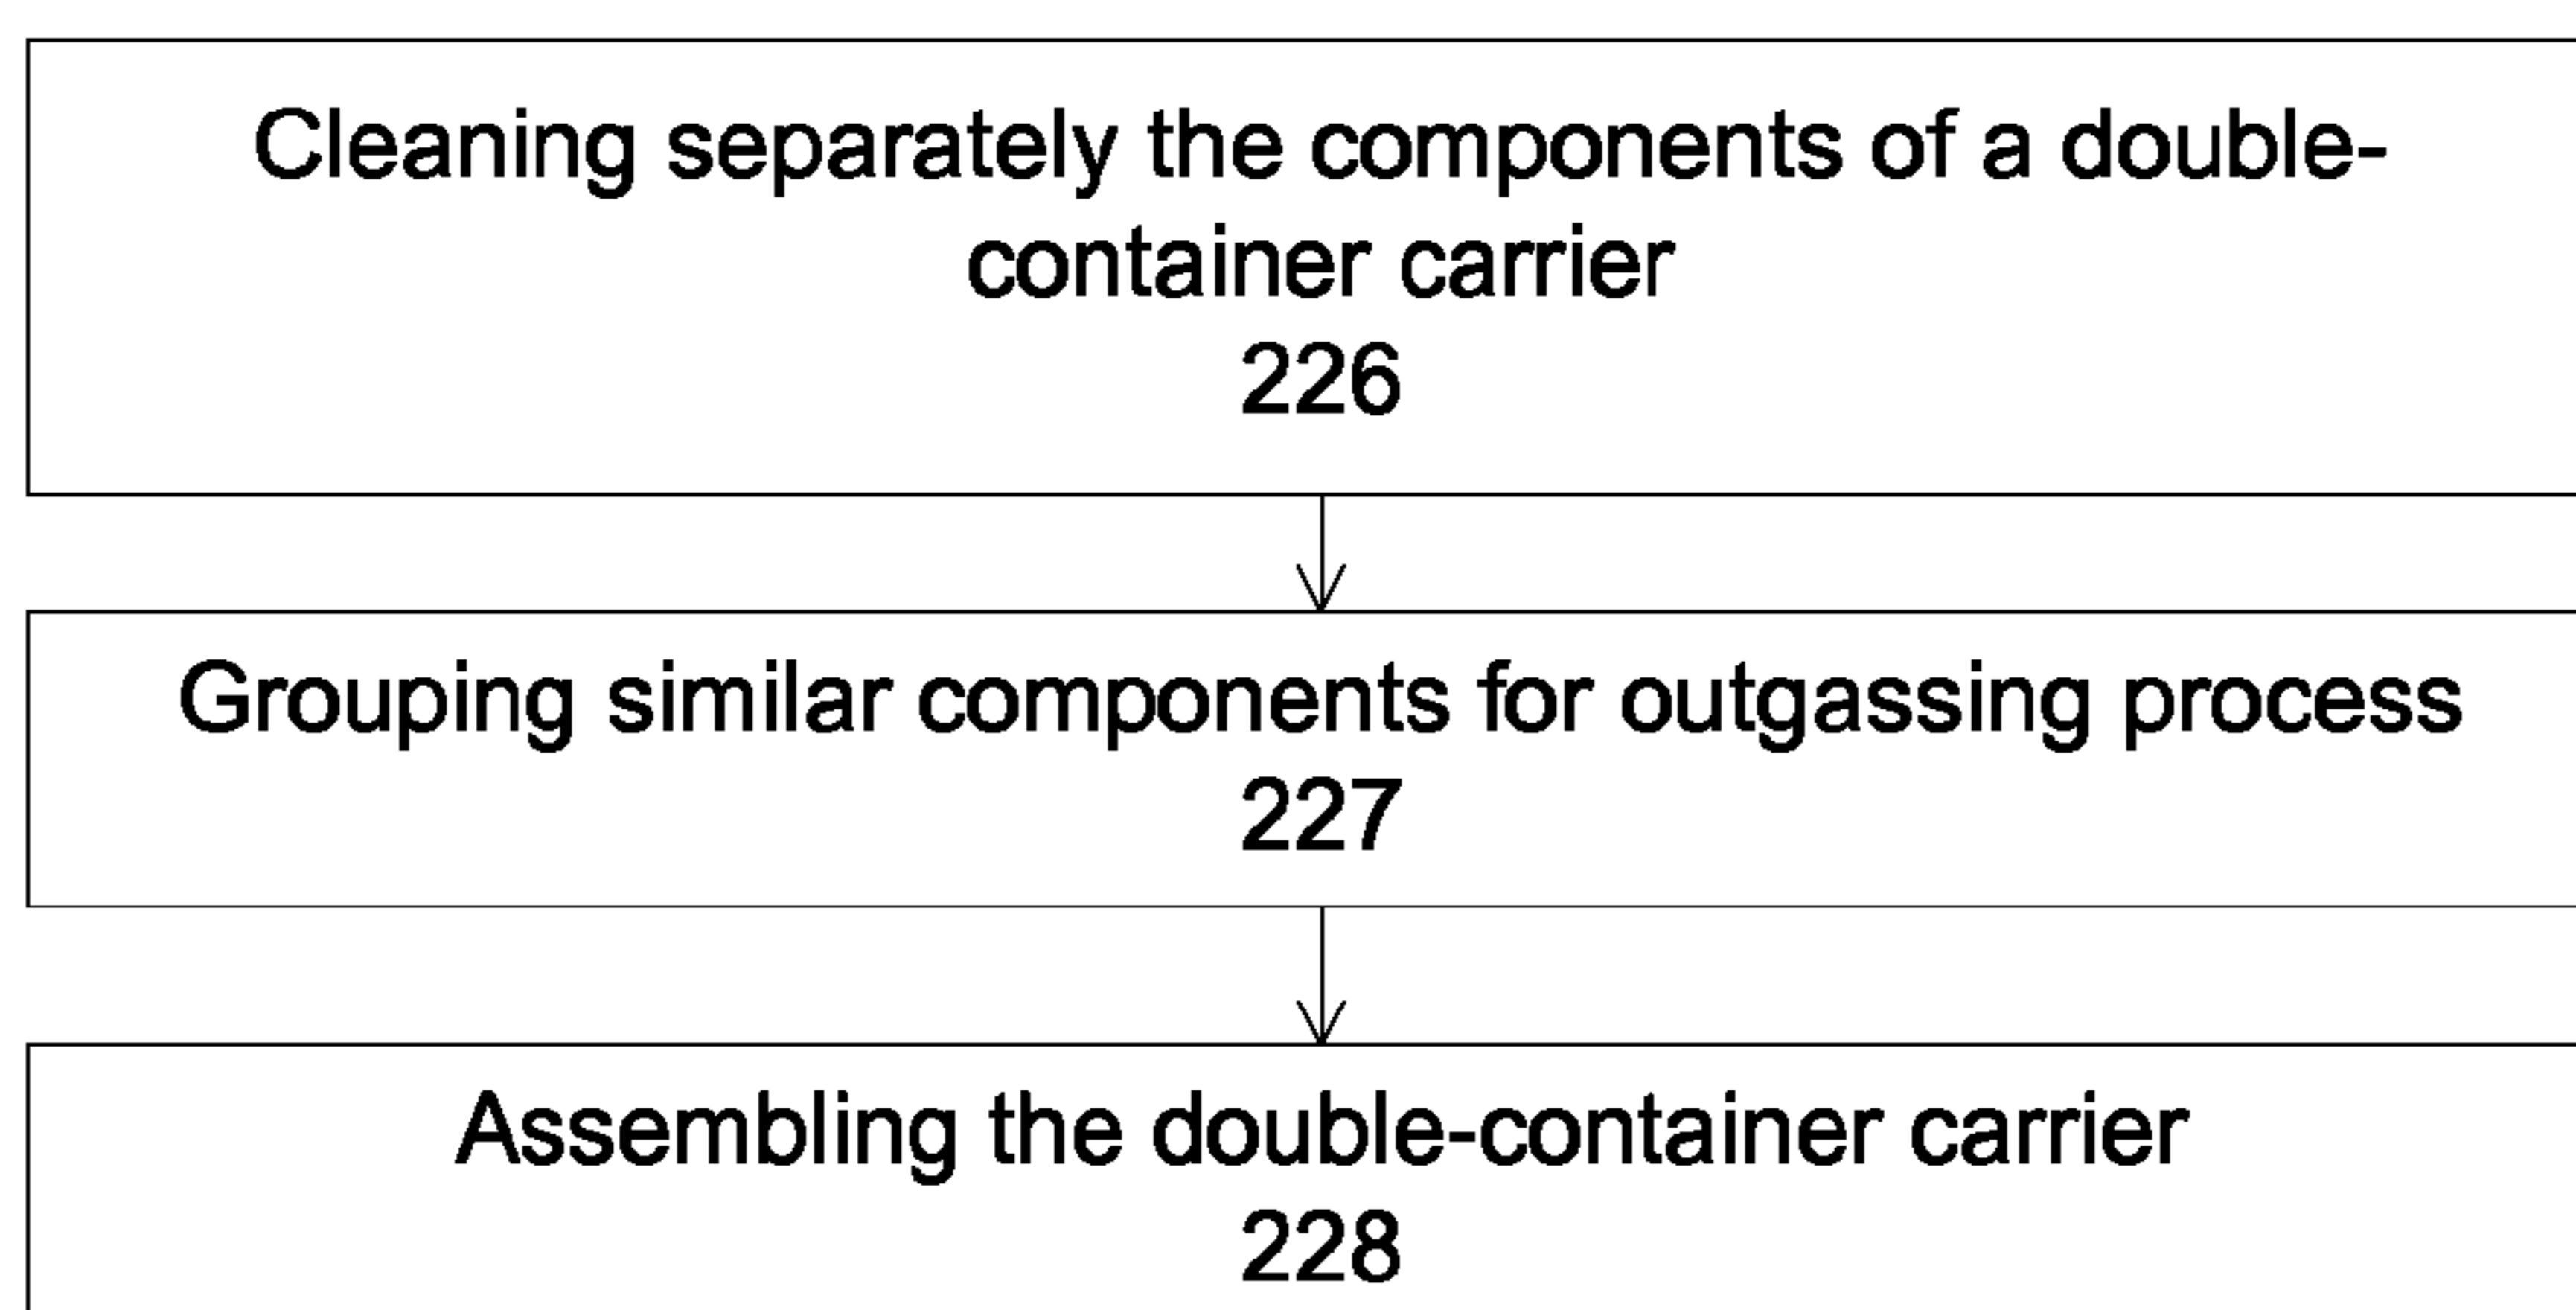 Cleaning separately the components of a double-
container carrier
226
Grouping similar components for outgassing process
227
Assembling the double-container carrier
228